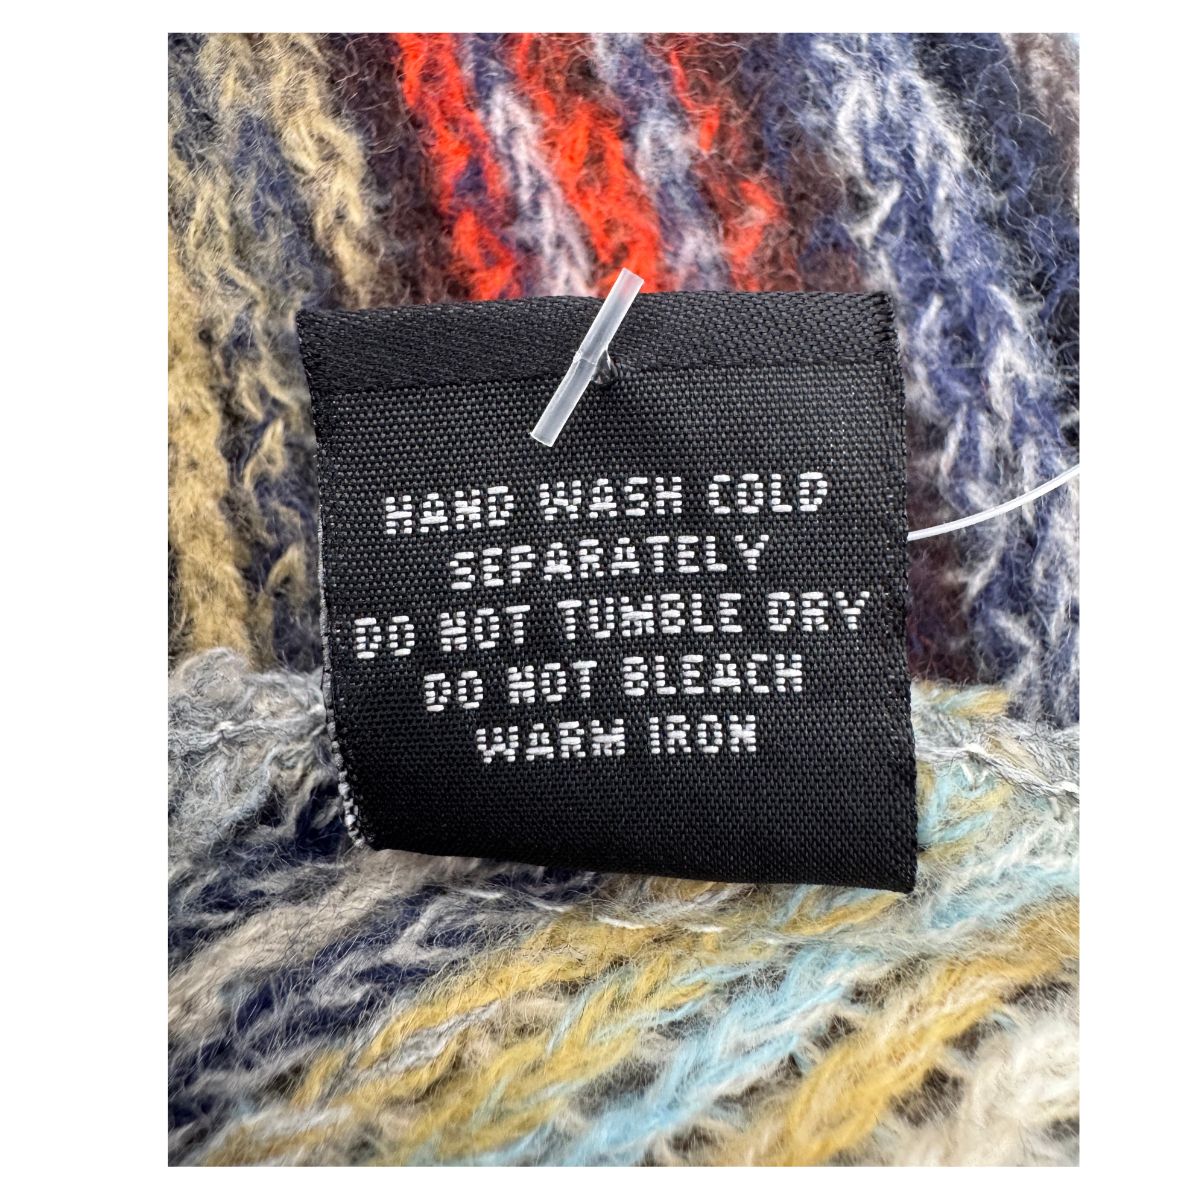 HAND WASH COLD
SEPARATELY
DO NOT TUMBLE DRY
DO NOT BLEACH
WARM IRON